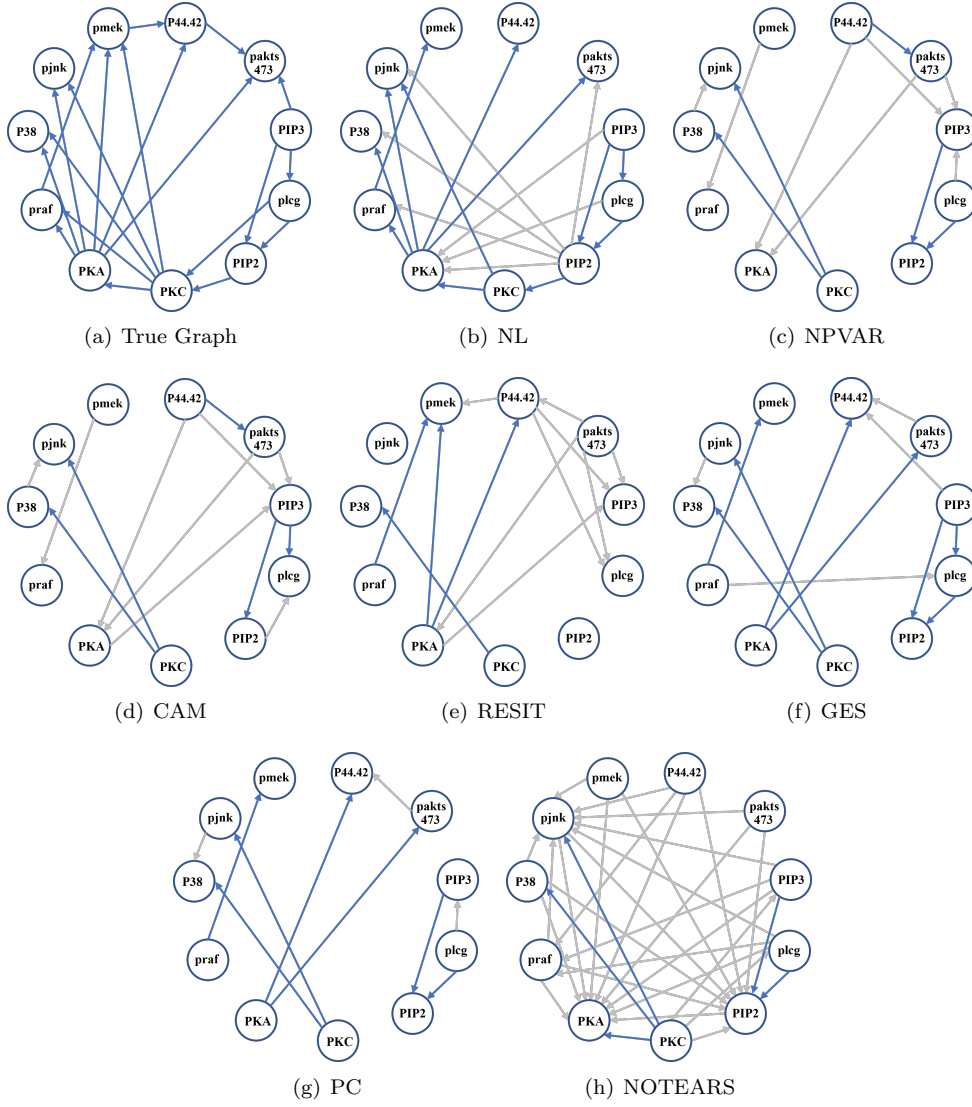 pmek
P44.42
pjnk
pakts
473
P38
PIP3
praf
plcg
PKA
PKC
PIP2
(a) True Graph
pmek
P44.42
pjnk
pakts
473
P38
PIP3
praf
plcg
PKA
PKC
PIP2
(b) NL
pmek
P44.42
pjnk
pakts
473
P38
PIP3
praf
plcg
PKA
PKC
PIP2
(c) NPVAR
pmek
P44.42
pjnk
pakts
473
P38
PIP3
praf
plcg
PKA
PKC
PIP2
(d) CAM
pmek
P44.42
pjnk
pakts
473
P38
PIP3
praf
plcg
PKA
PKC
PIP2
(e) RESIT
pmek
P44.42
pjnk
pakts
473
P38
PIP3
praf
plcg
PKA
PKC
PIP2
(f) GES
pmek
P44.42
pjnk
pakts
473
P38
PIP3
praf
plcg
PKA
PKC
PIP2
(g) PC
pmek
P44.42
pjnk
pakts
473
P38
PIP3
praf
plcg
PKA
PKC
PIP2
(h) NOTEARS